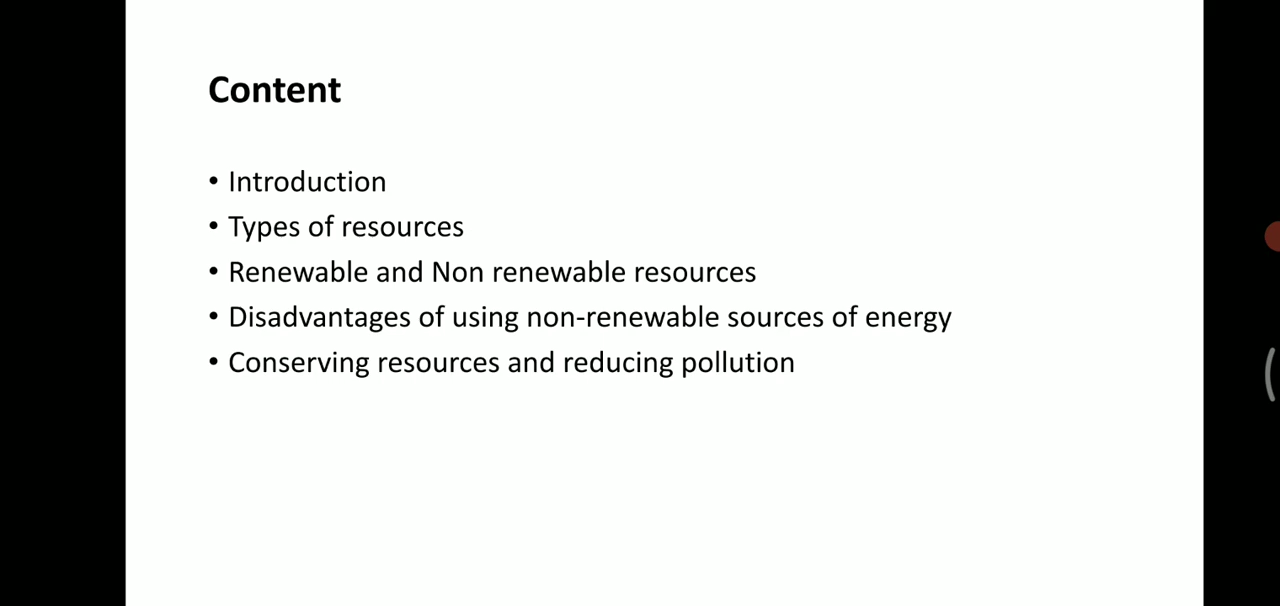 Content
• Introduction
• Types of resources
• Renewable and Non renewable resources
• Disadvantages of using non-renewable sources of energy
• Conserving resources and reducing pollution